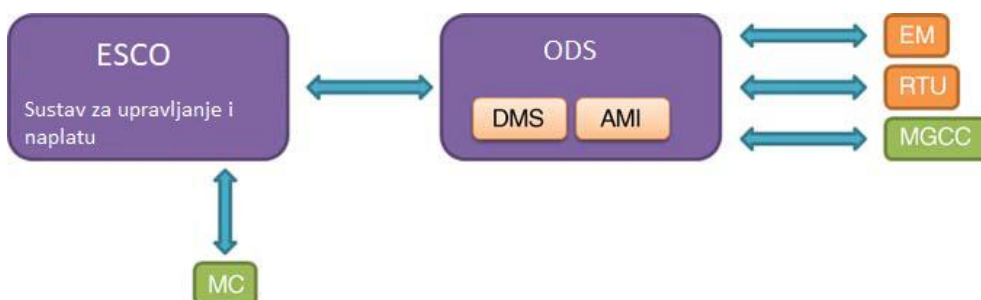 ESCO
Sustav za upravljanje i
naplatu
ODS
DMS
AMI
EM
RTU
MGCC
MC